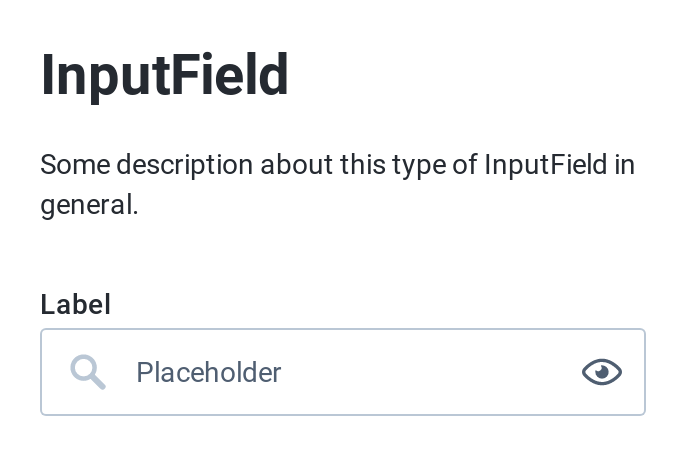 InputField
Some description about this type of InputField in
general.
Label
Placeholder